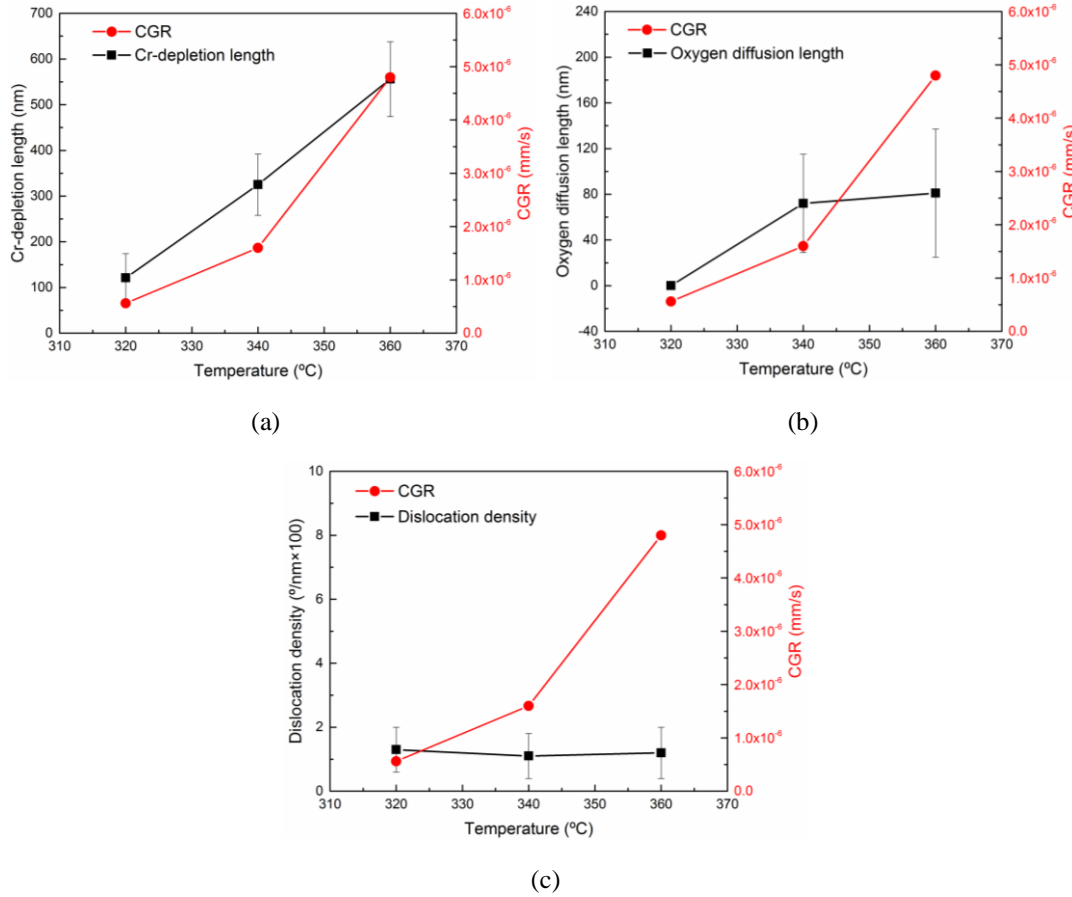 CGR
Cr-depletion length
Cr-depletion length (nm)
700
600
500
400
300
200
100
0
310 320 330 340 350 360 370
Temperature (ºC)
6.0x10⁻⁶
5.0x10⁻⁶
4.0x10⁻⁶
3.0x10⁻⁶
2.0x10⁻⁶
1.0x10⁻⁶
0.0
CGR (mm/s)
(a)
CGR
Oxygen diffusion length
Oxygen diffusion length (nm)
240
200
160
120
80
40
0
-40
310 320 330 340 350 360 370
Temperature (ºC)
6.0x10⁻⁶
5.0x10⁻⁶
4.0x10⁻⁶
3.0x10⁻⁶
2.0x10⁻⁶
1.0x10⁻⁶
0.0
CGR (mm/s)
(b)
CGR
Dislocation density
Dislocation density (º/nm×100)
10
8
6
4
2
0
310 320 330 340 350 360 370
Temperature (ºC)
6.0x10⁻⁶
5.0x10⁻⁶
4.0x10⁻⁶
3.0x10⁻⁶
2.0x10⁻⁶
1.0x10⁻⁶
0.0
CGR (mm/s)
(c)